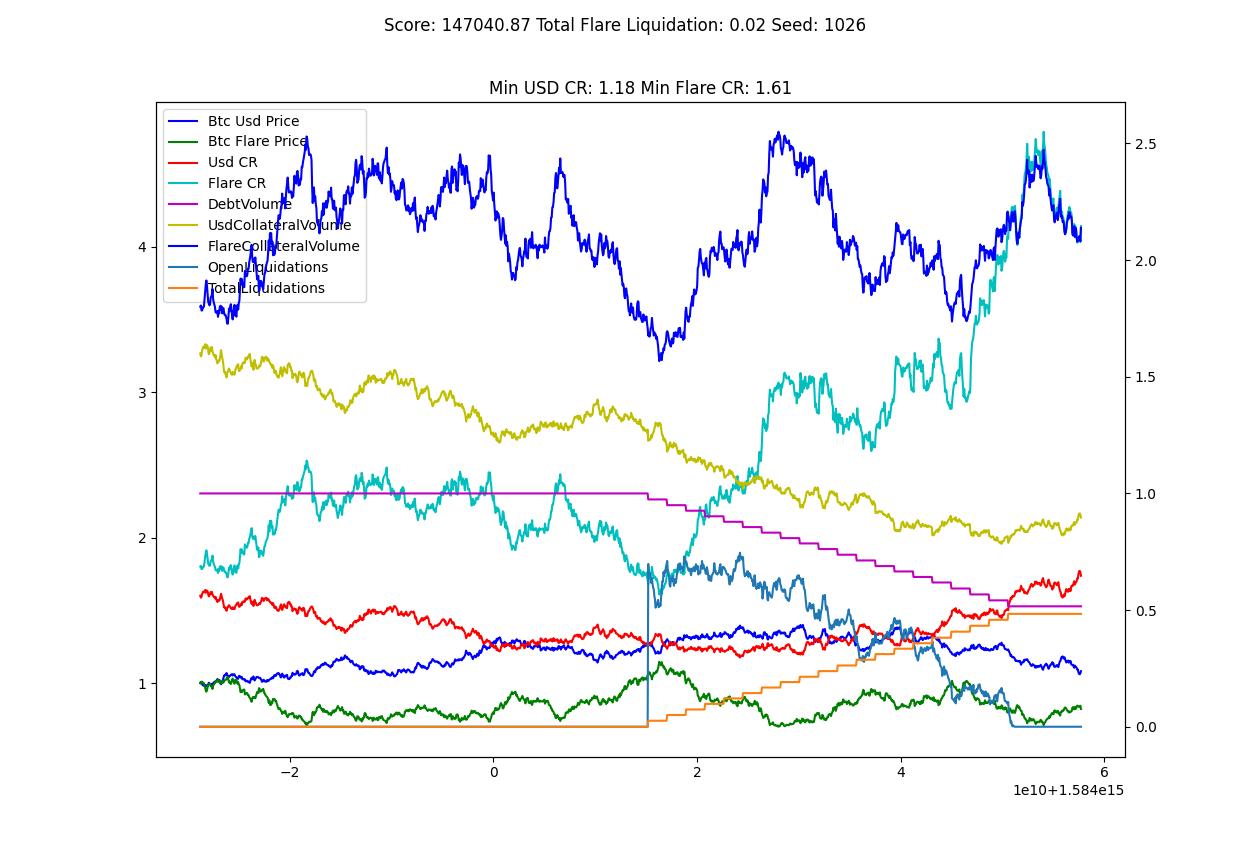 Score: 147040.87 Total Flare Liquidation: 0.02 Seed: 1026
Min USD CR: 1.18 Min Flare CR: 1.61
Btc Usd Price
Btc Flare Price
Usd CR
Flare CR
DebtVolume
UsdCollateralVolume
FlareCollateralVolume
OpenLiquidations
TotalLiquidations
4
3
2
1
2.5
2.0
1.5
1.0
0.5
0.0
−2 0 2 4 6
1e10+1.584e15